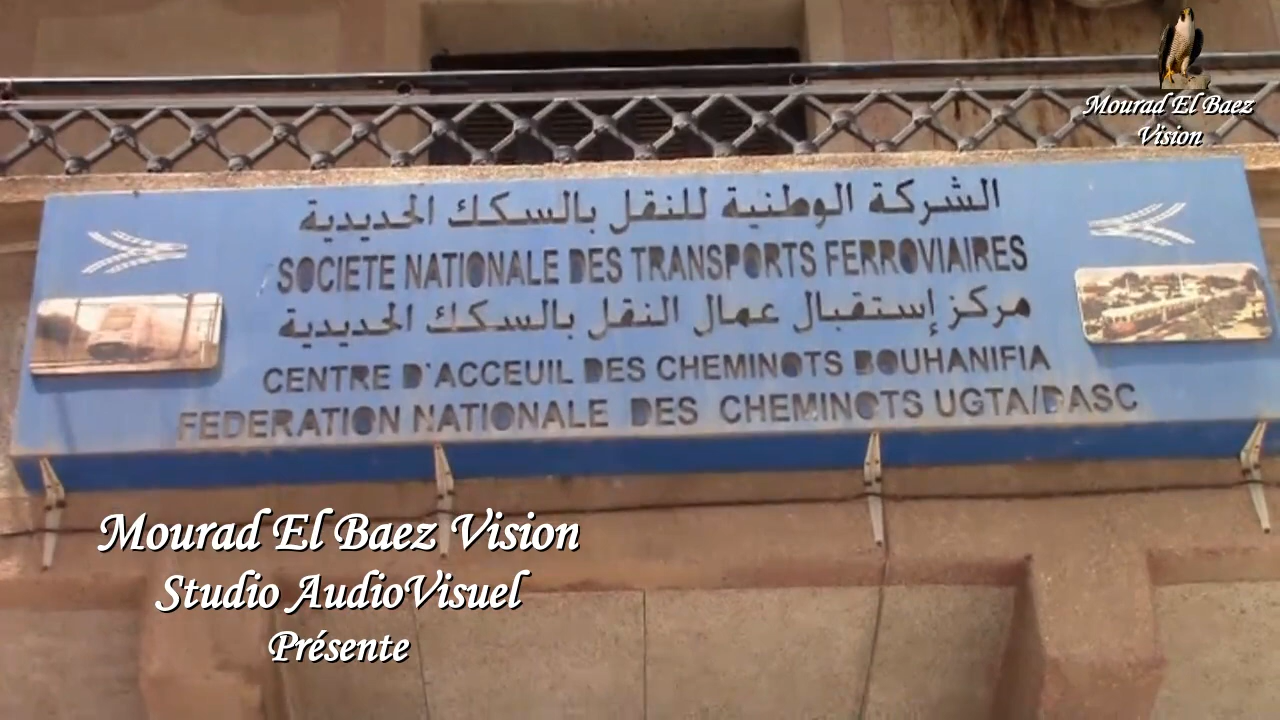 Mourad El Baez
Vision
الشركة الوطنية للنقل بالسكك الحديدية
SOCIETE NATIONALE DES TRANSPORTS FERROVIAIRES
مركز إستقبال عمال النقل بالسكك الحديدية
CENTRE D'ACCEUIL DES CHEMINOTS BOUHANIFIA
FEDERATION NATIONALE DES CHEMINOTS UGTA/DASC
Mourad El Baez Vision
Studio AudioVisuel
Présente